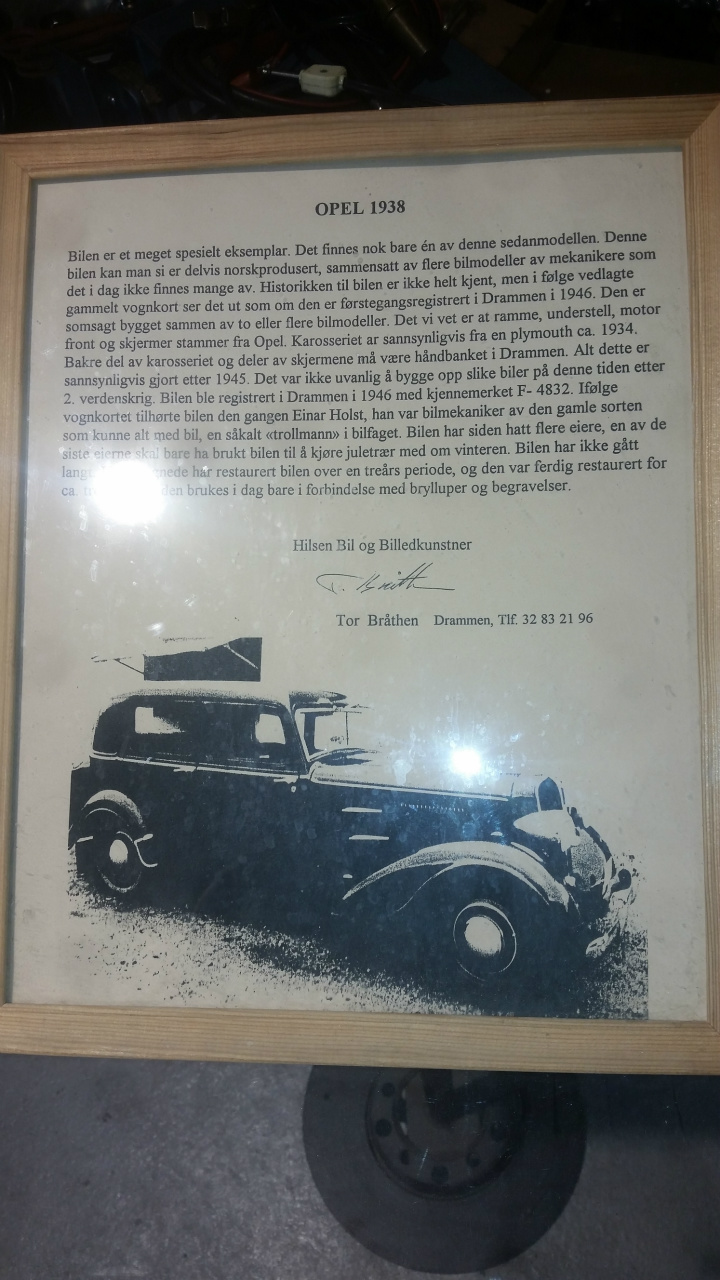 OPEL 1938
Bilen er et meget spesielt eksemplar. Det finnes nok bare én av denne sedanmodellen. Denne
bilen kan man si er delvis norskprodusert, sammensatt av flere bilmodeller av mekanikere som
det i dag ikke finnes mange av. Historikken til bilen er ikke helt kjent, men i følge vedlagte
gammelt vognkort ser det ut som om den er førstegangsregistrert i Drammen i 1946. Den er
somsagt bygget sammen av to eller flere bilmodeller. Det vi vet er at ramme, understell, motor
front og skjermer stammer fra Opel. Karosseriet ar sannsynligvis fra en plymouth ca. 1934.
Bakre del av karosseriet og deler av skjermene må være håndbanket i Drammen. Alt dette er
sannsynligvis gjort etter 1945. Det var ikke uvanlig å bygge opp slike biler på denne tiden etter
2. verdenskrig. Bilen ble registrert i Drammen i 1946 med kjennemerket F- 4832. Ifølge
vognkortet tilhørte bilen den gangen Einar Holst, han var bilmekaniker av den gamle sorten
som kunne alt med bil, en såkalt «trollmann» i bilfaget. Bilen har siden hatt flere eiere, en av de
siste eierne skal bare ha brukt bilen til å kjøre juletrær med om vinteren. Bilen har ikke gått
har restaurert bilen over en treårs periode, og den var ferdig restaurert for
ca. den brukes i dag bare i forbindelse med brylluper og begravelser.
Hilsen Bil og Billedkunstner
Tor Bråthen Drammen, Tlf. 32 83 21 96